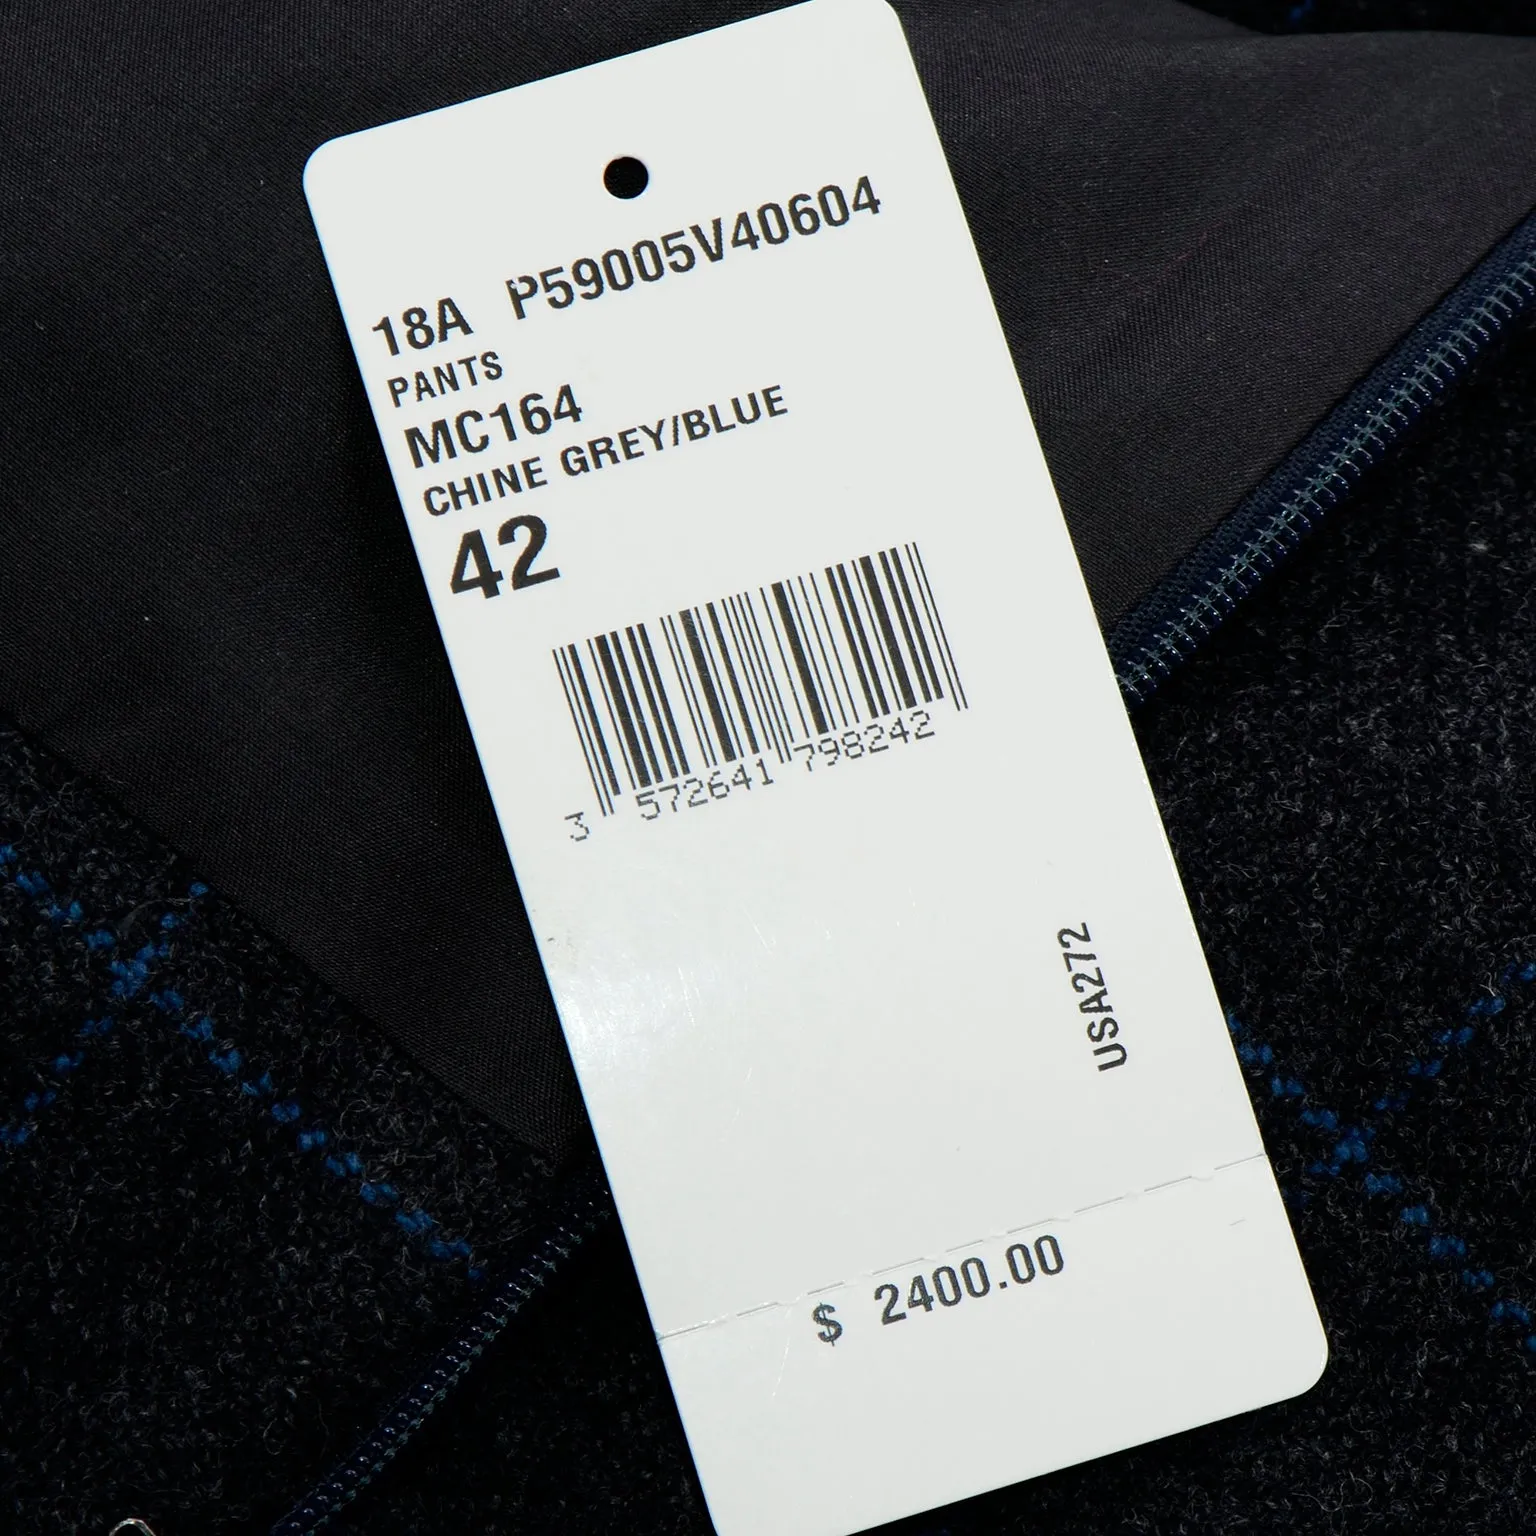 18A P59005V40604
PANTS
MC164
CHINE GREY/BLUE
42
3 572641 798242
USA272
$ 2400.00